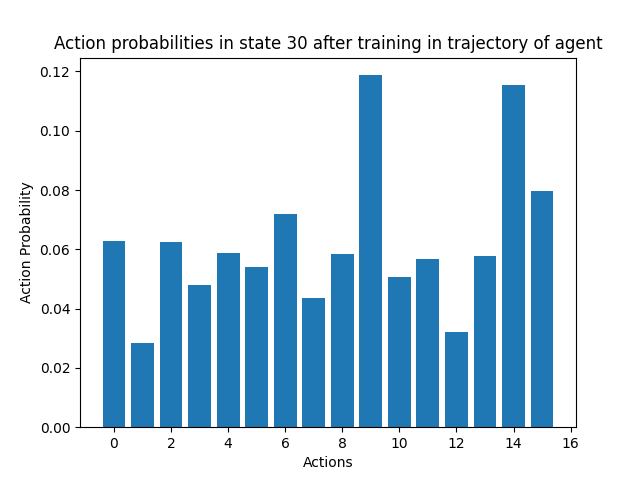 Action probabilities in state 30 after training in trajectory of agent
0.12
0.10
0.08
0.06
0.04
0.02
0.00
Action Probability
0 2 4 6 8 10 12 14 16
Actions